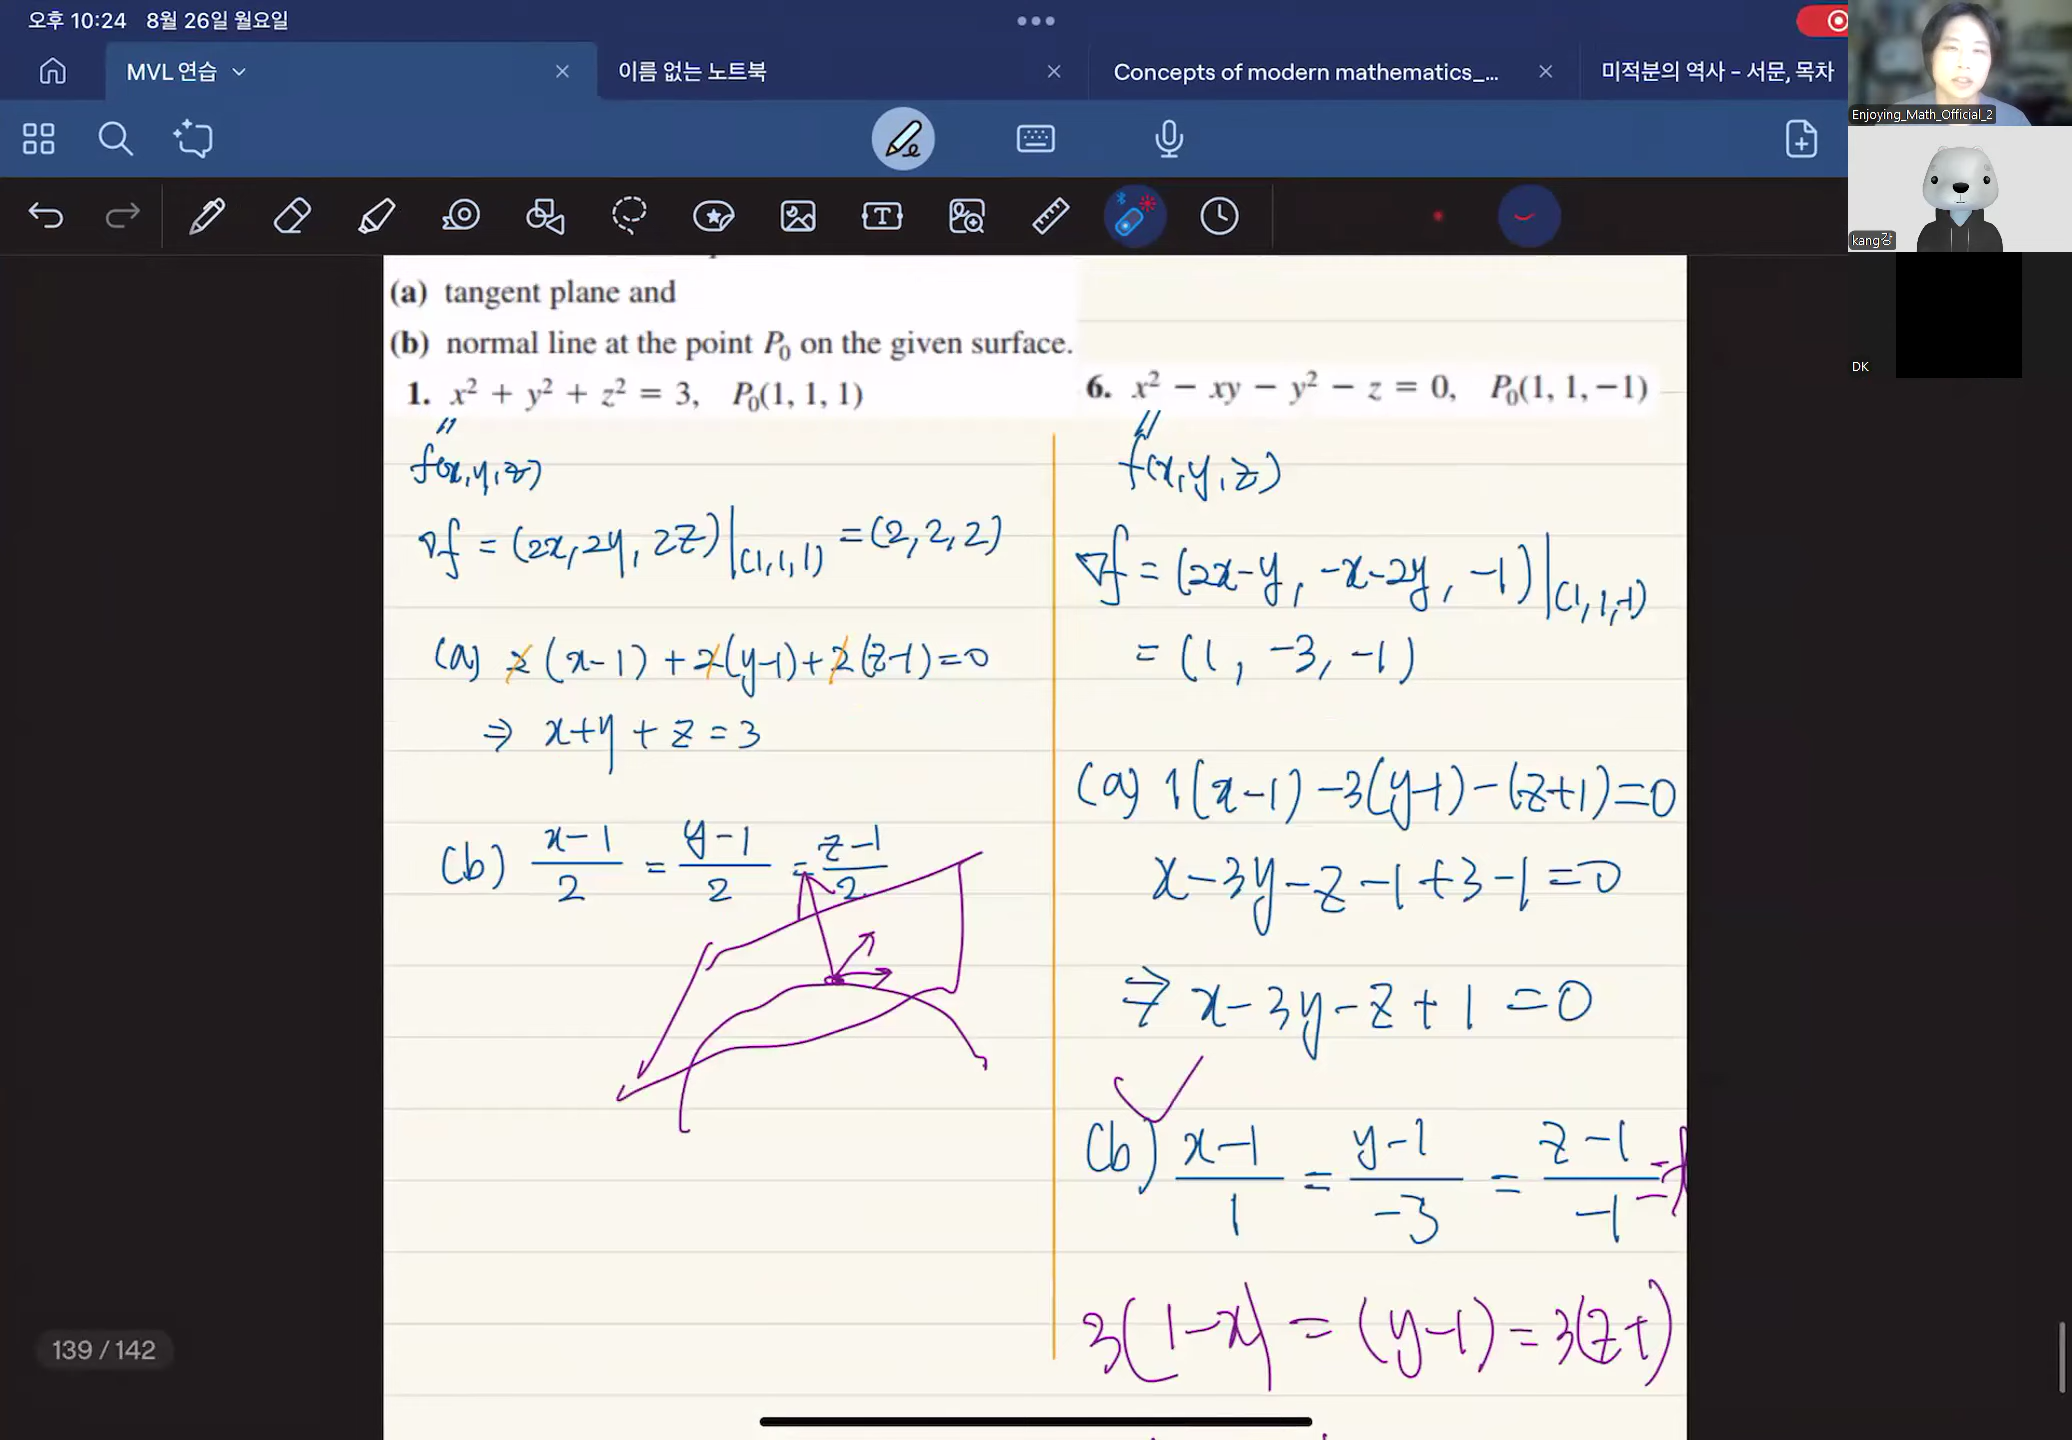 오후 10:24 8월 26일 월요일
MVL 연습
이름 없는 노트북
Concepts of modern mathematics_...
미적분의 역사 - 서문, 목차
Enjoying_Math_Official_2
kang강
DK
(a) tangent plane and
(b) normal line at the point P₀ on the given surface.
1. x² + y² + z² = 3, P₀(1, 1, 1)
f(x,y,z)
∇f = (2x, 2y, 2z)|(1,1,1) = (2,2,2)
(a) 2(x-1) + 2(y-1) + 2(z-1) = 0
⇒ x+y+z = 3
(b) (x-1)/2 = (y-1)/2 = (z-1)/2
6. x² − xy − y² − z = 0, P₀(1, 1, −1)
f(x,y,z)
∇f = (2x-y, -x-2y, -1)|(1,1,-1)
= (1, -3, -1)
(a) 1(x-1) -3(y-1) -(z+1) = 0
x-3y-z-1+3-1 = 0
⇒ x-3y-z+1 = 0
(b) (x-1)/1 = (y-1)/-3 = (z-1)/-1 =
3(1-x) = (y-1) = 3(z+)
139 / 142